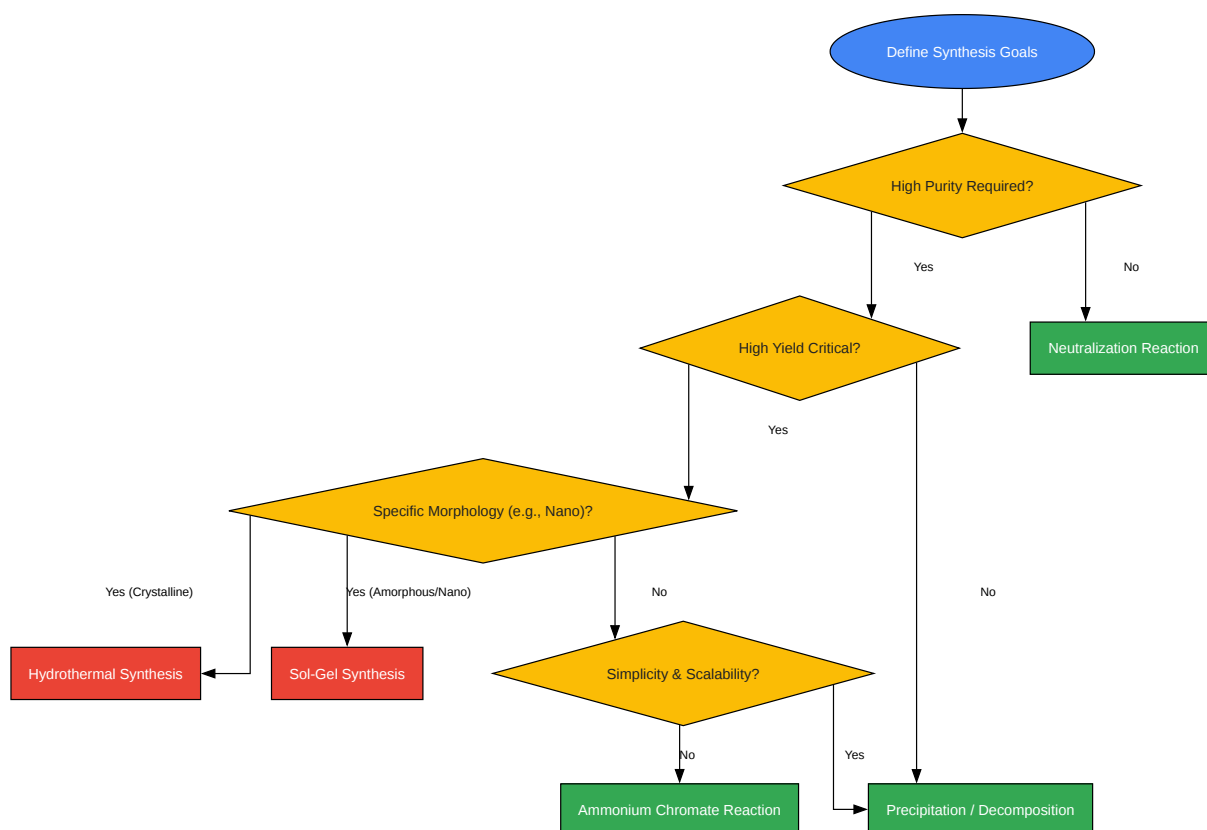 Define Synthesis Goals
High Purity Required?
Yes
No
High Yield Critical?
Neutralization Reaction
Yes
Specific Morphology (e.g., Nano)?
Yes (Crystalline)
Yes (Amorphous/Nano)
No
No
Hydrothermal Synthesis
Sol-Gel Synthesis
Simplicity & Scalability?
No
Yes
Ammonium Chromate Reaction
Precipitation / Decomposition